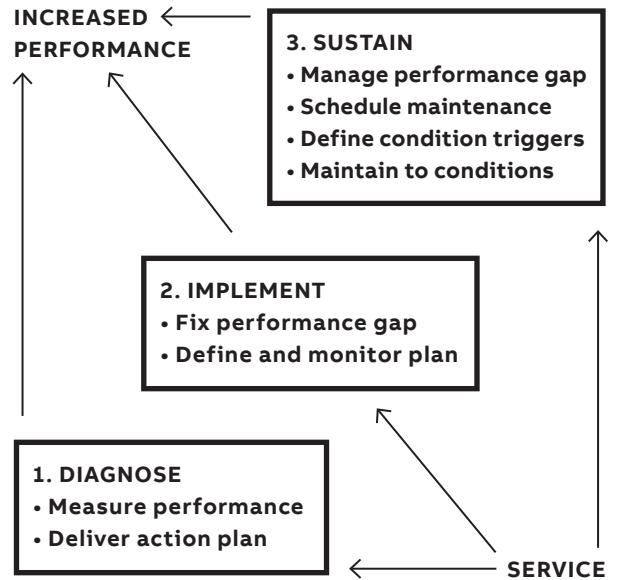 INCREASED
PERFORMANCE
3. SUSTAIN
• Manage performance gap
• Schedule maintenance
• Define condition triggers
• Maintain to conditions
2. IMPLEMENT
• Fix performance gap
• Define and monitor plan
1. DIAGNOSE
• Measure performance
• Deliver action plan
SERVICE